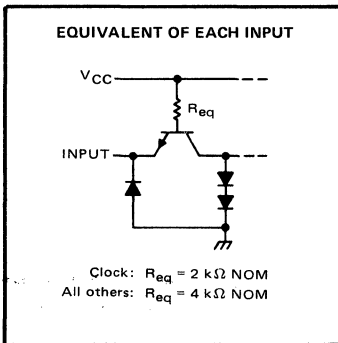 EQUIVALENT OF EACH INPUT
VCC
Req
INPUT
Clock: Req = 2 kΩ NOM
All others: Req = 4 kΩ NOM